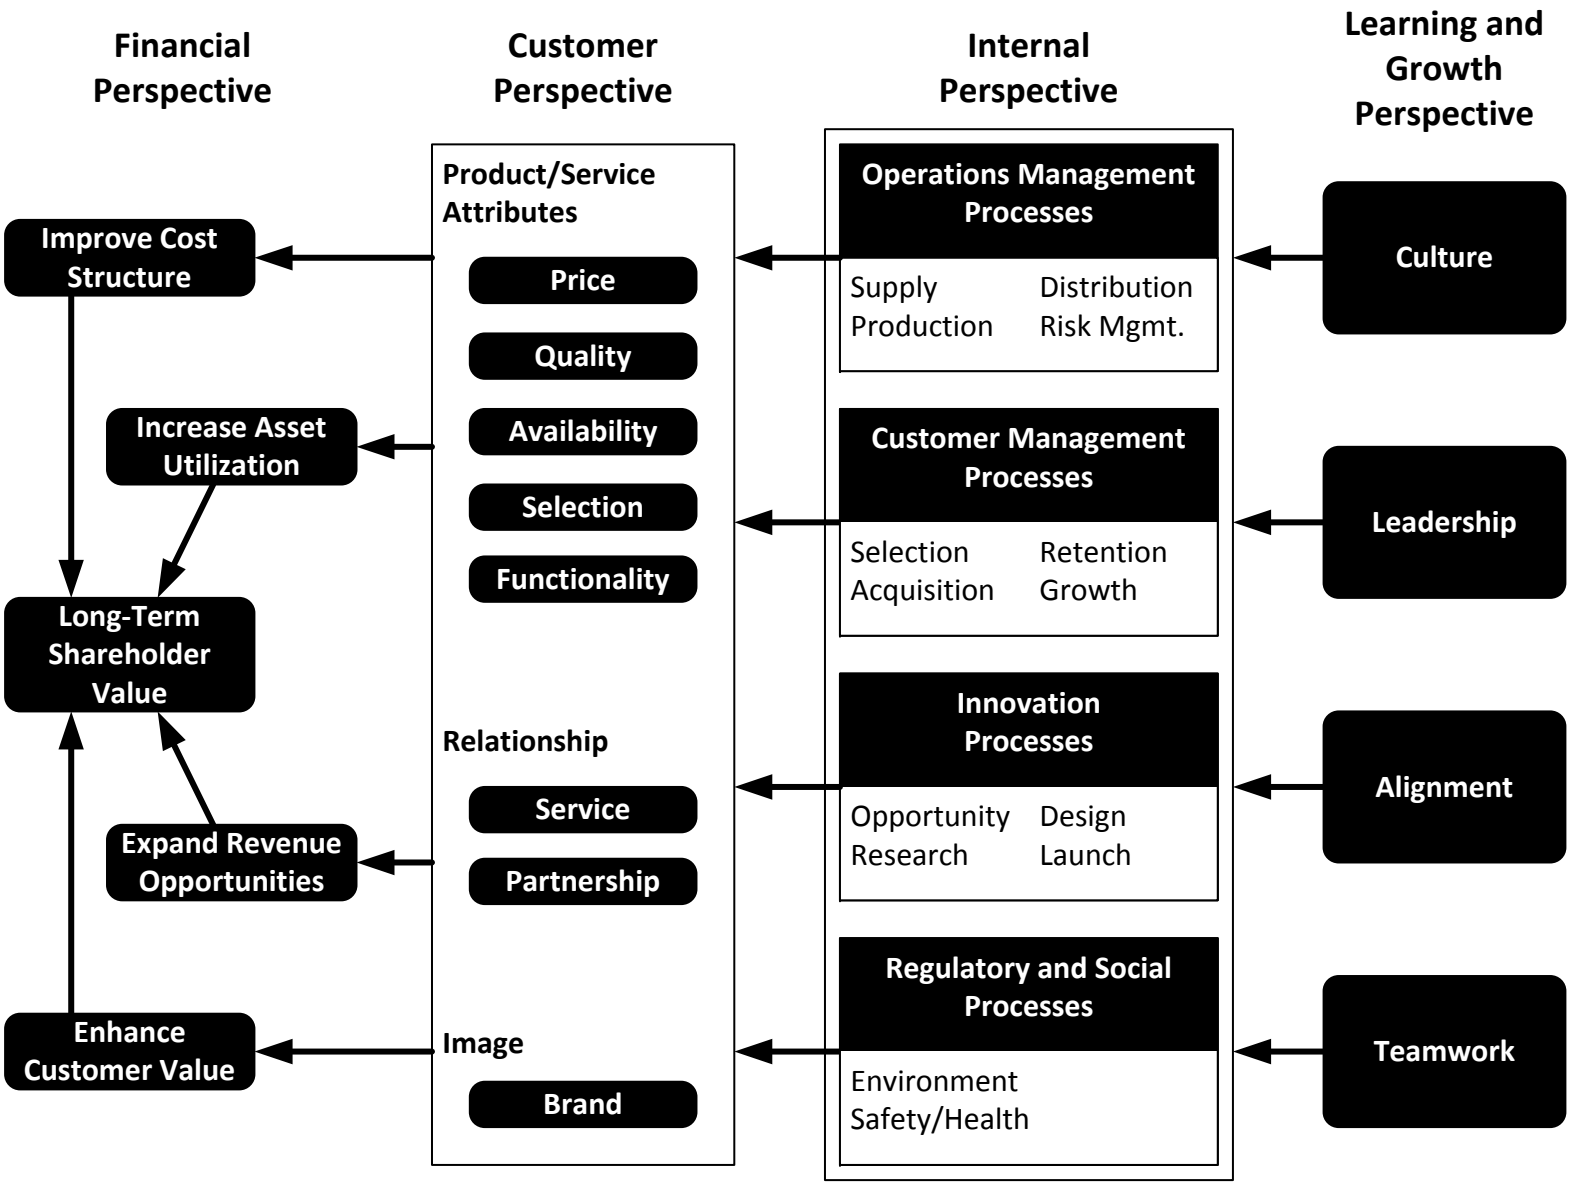 Financial
Perspective
Customer
Perspective
Internal
Perspective
Learning and
Growth
Perspective
Improve Cost
Structure
Increase Asset
Utilization
Long-Term
Shareholder
Value
Expand Revenue
Opportunities
Enhance
Customer Value
Product/Service
Attributes
Price
Quality
Availability
Selection
Functionality
Relationship
Service
Partnership
Image
Brand
Operations Management
Processes
Supply Distribution
Production Risk Mgmt.
Customer Management
Processes
Selection Retention
Acquisition Growth
Innovation
Processes
Opportunity Design
Research Launch
Regulatory and Social
Processes
Environment
Safety/Health
Culture
Leadership
Alignment
Teamwork